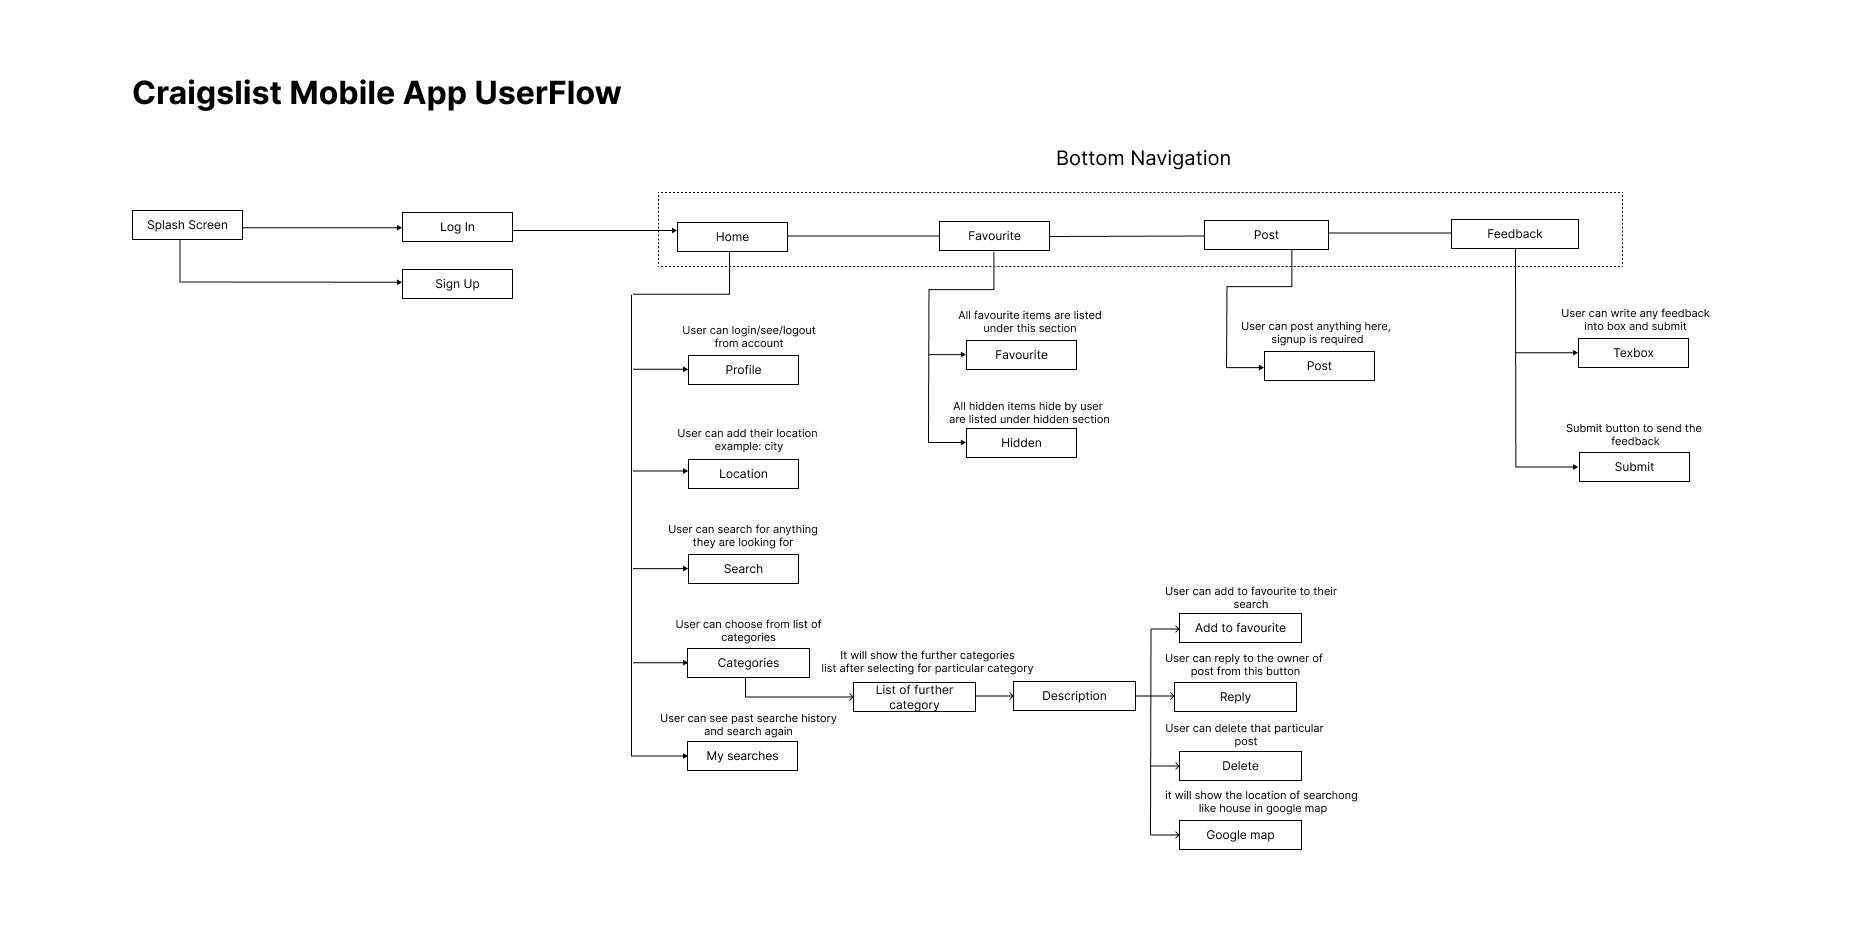 Craigslist Mobile App UserFlow
Bottom Navigation
Splash Screen
Log In
Sign Up
Home
Favourite
Post
Feedback
User can login/see/logout
from account
Profile
User can add their location
example: city
Location
User can search for anything
they are looking for
Search
User can choose from list of
categories
Categories
User can see past searche history
and search again
My searches
It will show the further categories
list after selecting for particular category
List of further
category
Description
User can add to favourite to their
search
Add to favourite
User can reply to the owner of
post from this button
Reply
User can delete that particular
post
Delete
it will show the location of searchong
like house in google map
Google map
All favourite items are listed
under this section
Favourite
All hidden items hide by user
are listed under hidden section
Hidden
User can post anything here,
signup is required
Post
User can write any feedback
into box and submit
Texbox
Submit button to send the
feedback
Submit